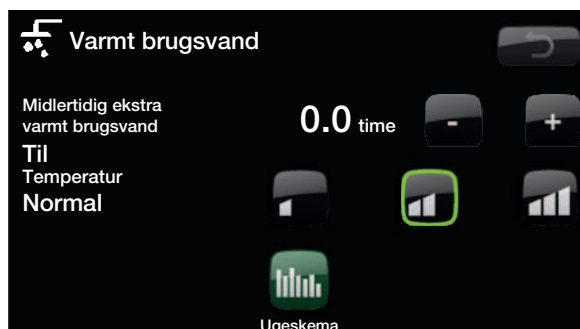 Varmt brugsvand
Midlertidig ekstra
varmt brugsvand
0.0 time - +
Til
Temperatur
Normal
Ugeskema